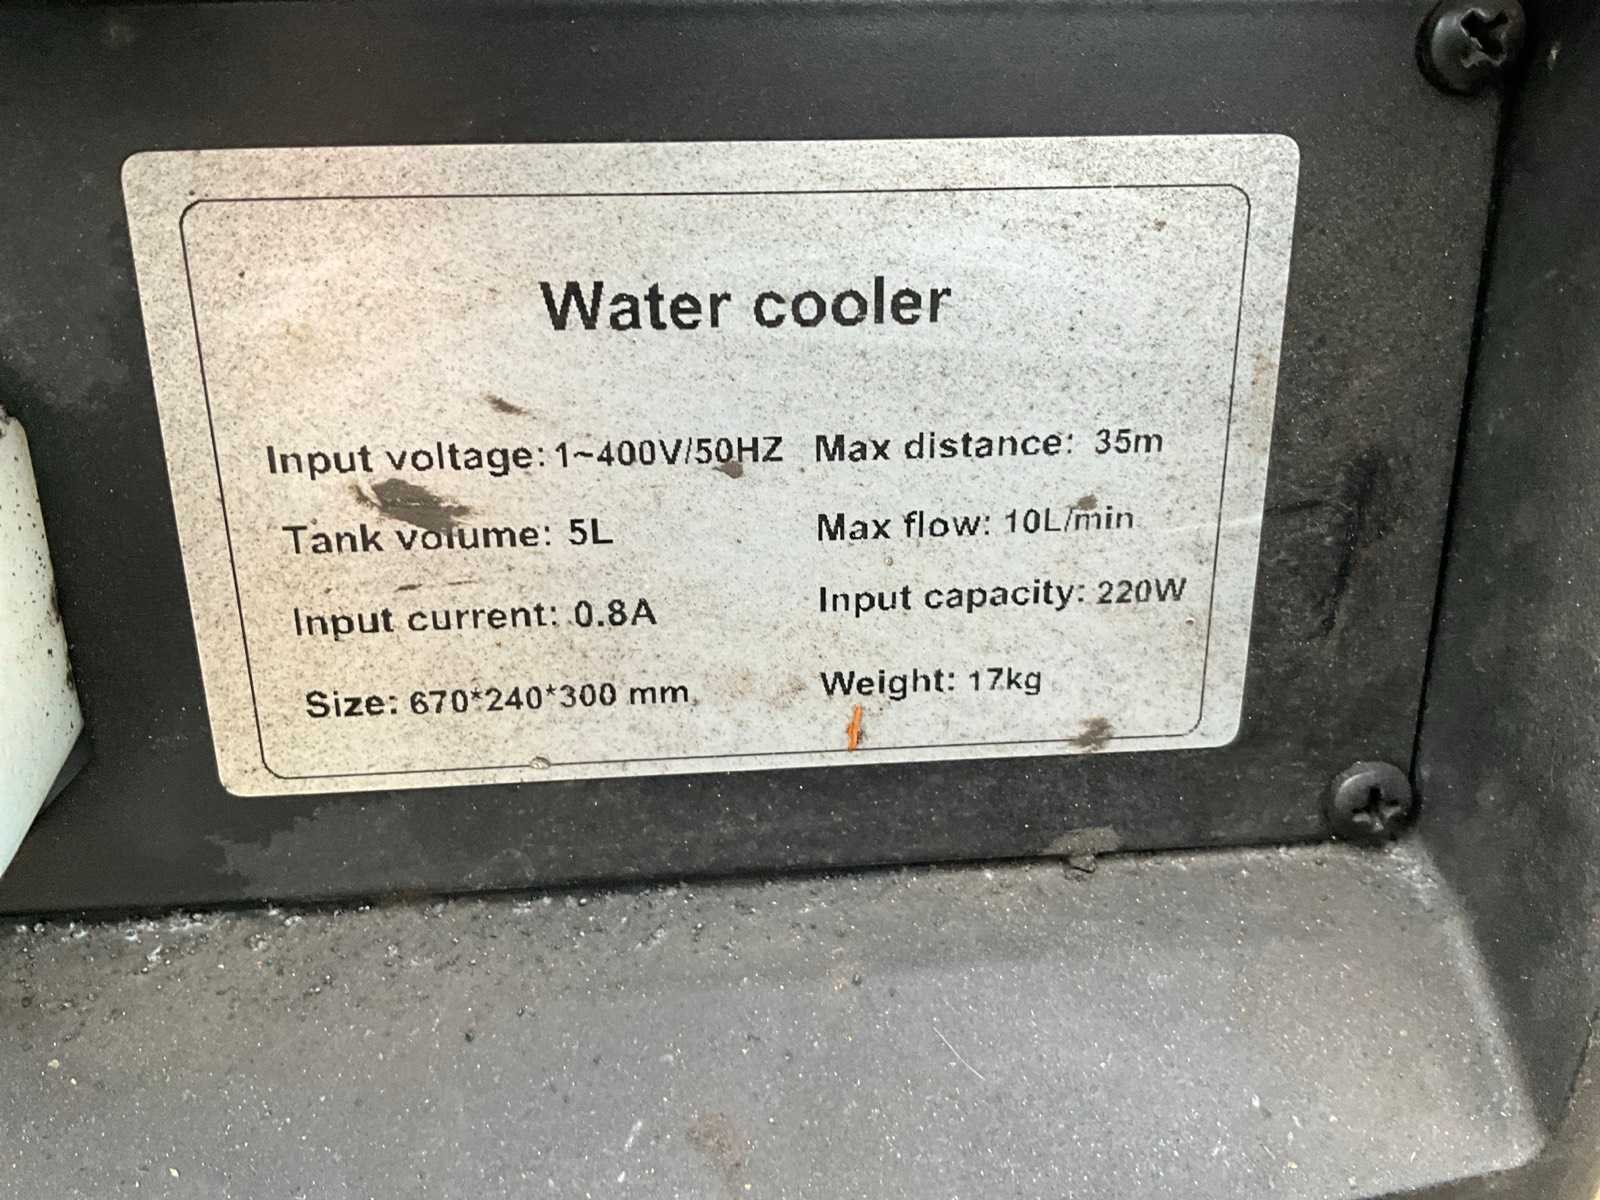 Water cooler
Input voltage: 1~400V/50HZ Max distance: 35m
Tank volume: 5L Max flow: 10L/min
Input current: 0.8A Input capacity: 220W
Size: 670*240*300 mm Weight: 17kg